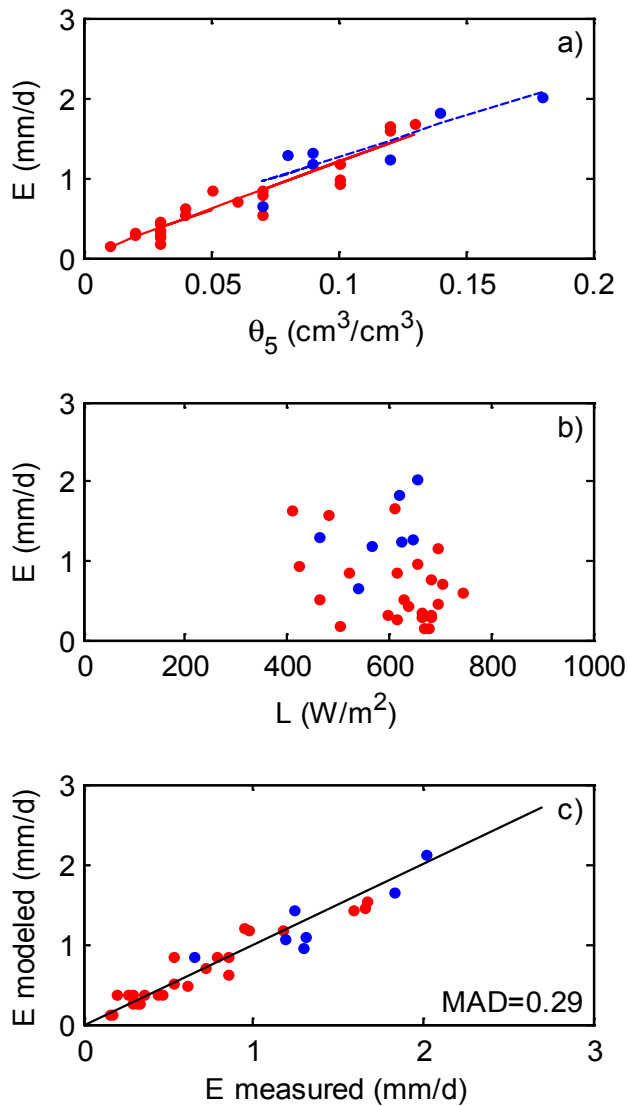 a)
3
2
1
0
E (mm/d)
0 0.05 0.1 0.15 0.2
θ5 (cm3/cm3)
b)
3
2
1
0
E (mm/d)
0 200 400 600 800 1000
L (W/m2)
c)
3
2
1
0
E modeled (mm/d)
MAD=0.29
0 1 2 3
E measured (mm/d)